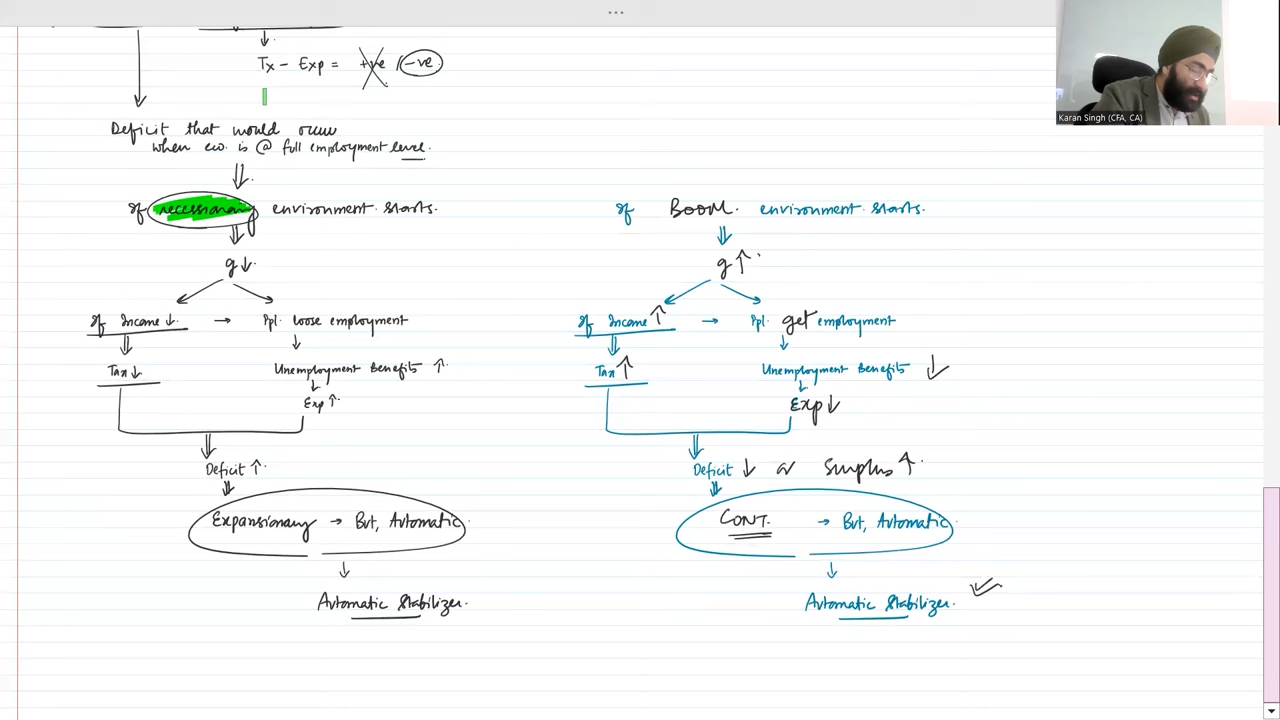 Tx - Exp = +ve / -ve
Deficit that would occur
when eco. is @ full employment level.
If recessionary environment starts.
g↓.
If Income ↓. → Ppl. loose employment
Tax ↓
Unemployment Benefits ↑.
Exp ↑.
Deficit ↑.
Expansionary → But, Automatic
Automatic Stabilizer.
If BOOM. environment starts.
g↑.
If Income ↑ → Ppl. get employment
Tax ↑
Unemployment Benefits ↓
Exp ↓
Deficit ↓ or Surplus ↑.
CONT. → But, Automatic.
Automatic Stabilizer.
Karan Singh (CFA, CA)